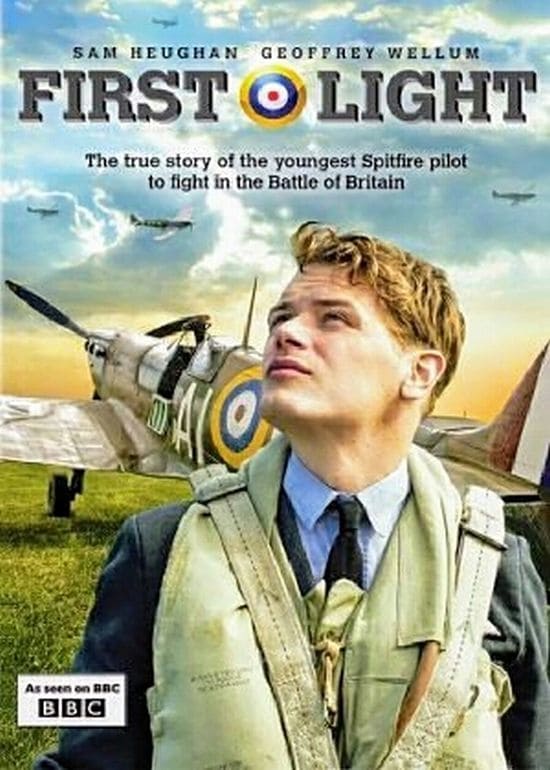 SAM HEUGHAN GEOFFREY WELLUM
FIRST LIGHT
The true story of the youngest Spitfire pilot
to fight in the Battle of Britain
As seen on BBC
BBC